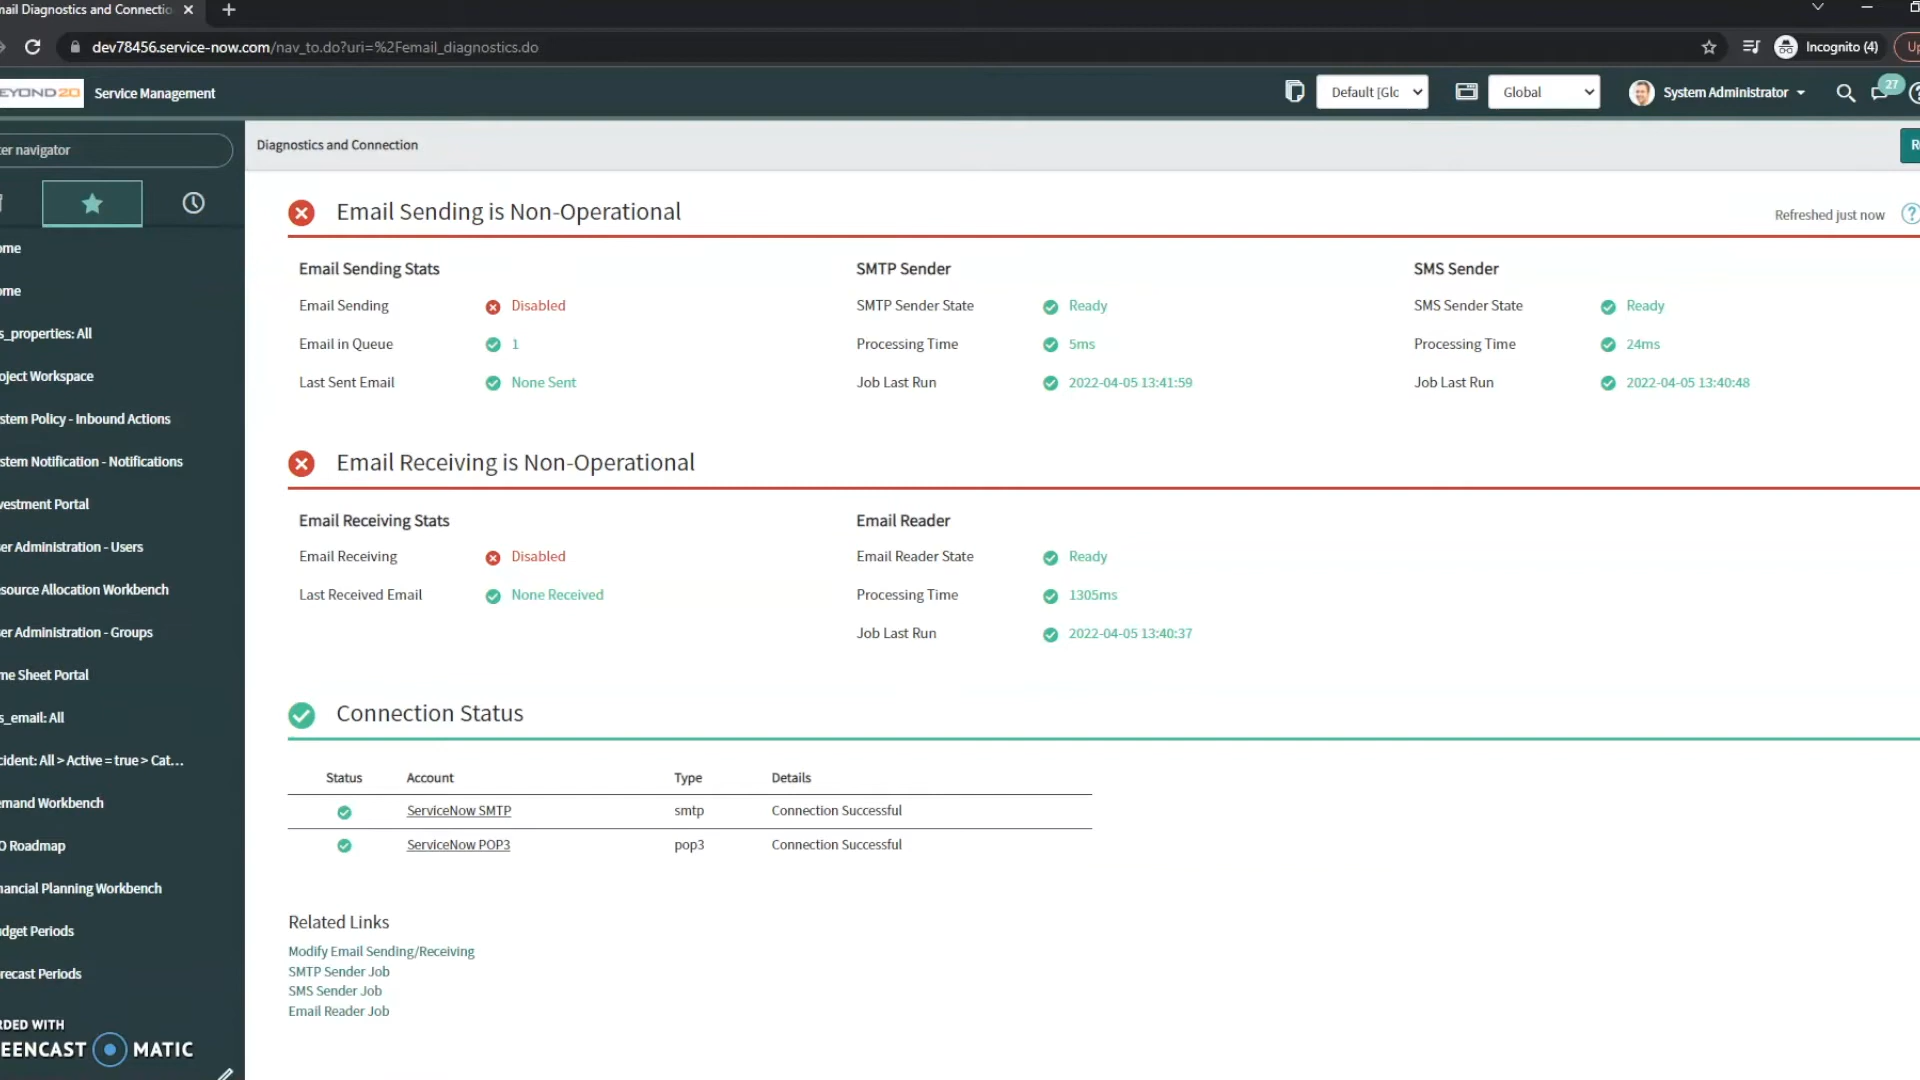 Email Diagnostics and Connectio
dev78456.service-now.com/nav_to.do?uri=%2Femail_diagnostics.do
Incognito (4)
Up
EYOND20
Service Management
Default [Glc
Global
System Administrator
27
er navigator
Diagnostics and Connection
R
ome
ome
s_properties: All
oject Workspace
stem Policy - Inbound Actions
stem Notification - Notifications
vestment Portal
er Administration - Users
source Allocation Workbench
er Administration - Groups
me Sheet Portal
s_email: All
cident: All > Active = true > Cat...
mand Workbench
O Roadmap
nancial Planning Workbench
dget Periods
recast Periods
RDED WITH
EENCAST MATIC
Email Sending is Non-Operational
Refreshed just now
?
Email Sending Stats
SMTP Sender
SMS Sender
Email Sending Disabled
SMTP Sender State Ready
SMS Sender State Ready
Email in Queue 1
Processing Time 5ms
Processing Time 24ms
Last Sent Email None Sent
Job Last Run 2022-04-05 13:41:59
Job Last Run 2022-04-05 13:40:48
Email Receiving is Non-Operational
Email Receiving Stats
Email Reader
Email Receiving Disabled
Email Reader State Ready
Last Received Email None Received
Processing Time 1305ms
Job Last Run 2022-04-05 13:40:37
Connection Status
Status Account Type Details
ServiceNow SMTP smtp Connection Successful
ServiceNow POP3 pop3 Connection Successful
Related Links
Modify Email Sending/Receiving
SMTP Sender Job
SMS Sender Job
Email Reader Job